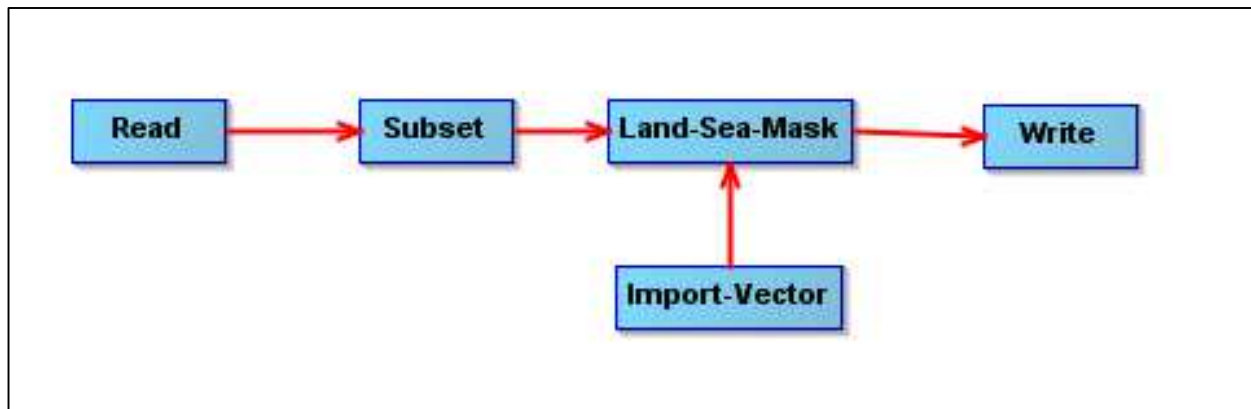 Read
Subset
Land-Sea-Mask
Write
Import-Vector